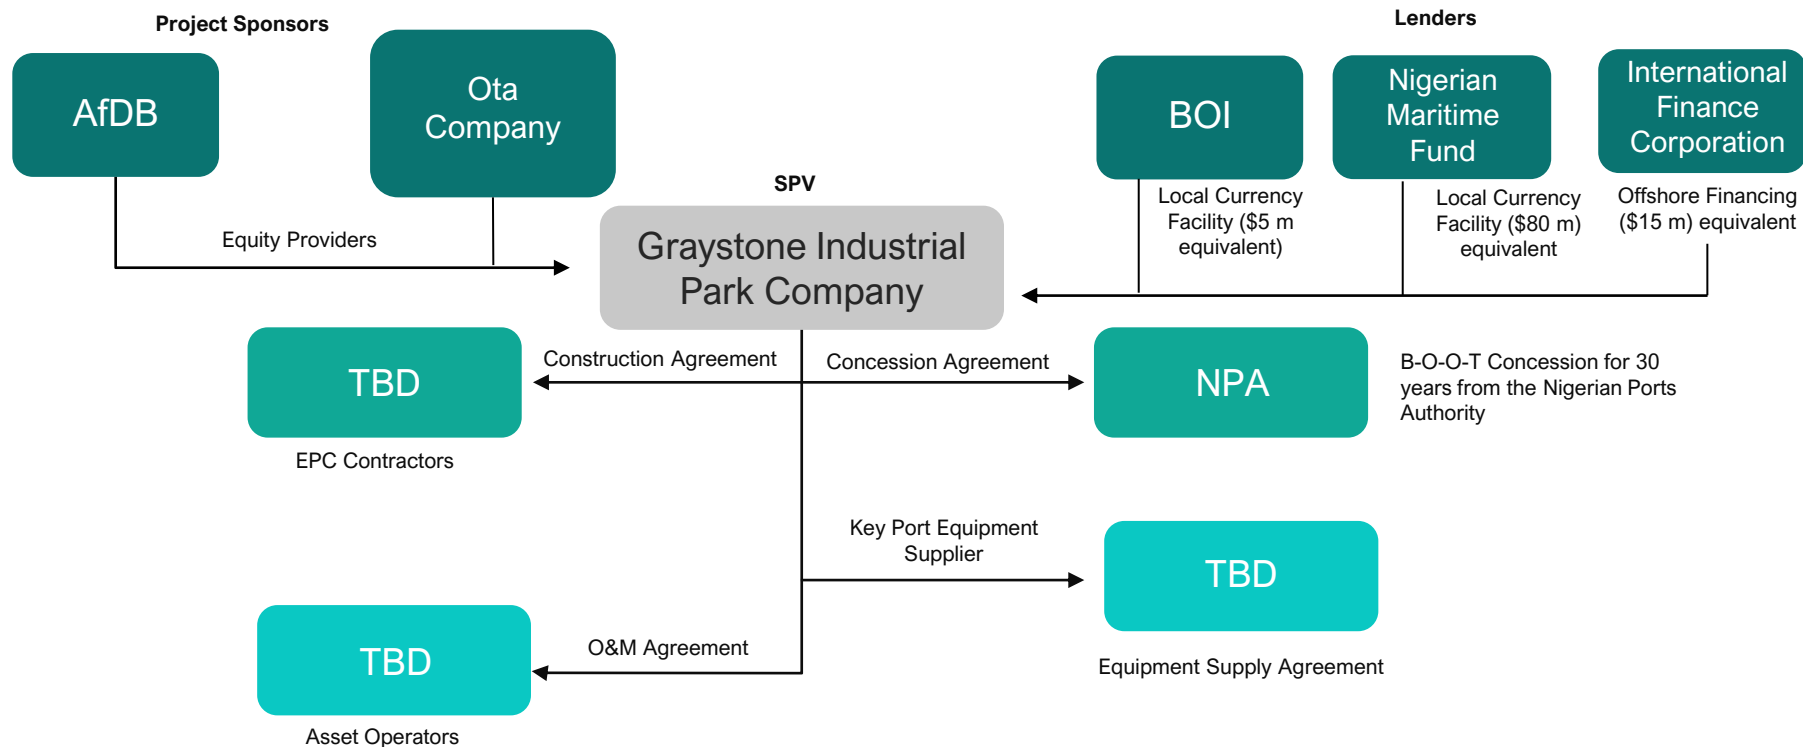 Project Sponsors
Lenders
AfDB
Ota
Company
BOI
Nigerian
Maritime
Fund
International
Finance
Corporation
Equity Providers
SPV
Graystone Industrial
Park Company
Local Currency
Facility ($5 m
equivalent)
Local Currency
Facility ($80 m)
equivalent
Offshore Financing
($15 m) equivalent
Construction Agreement
Concession Agreement
TBD
EPC Contractors
NPA
B-O-O-T Concession for 30
years from the Nigerian Ports
Authority
Key Port Equipment
Supplier
TBD
Equipment Supply Agreement
O&M Agreement
TBD
Asset Operators